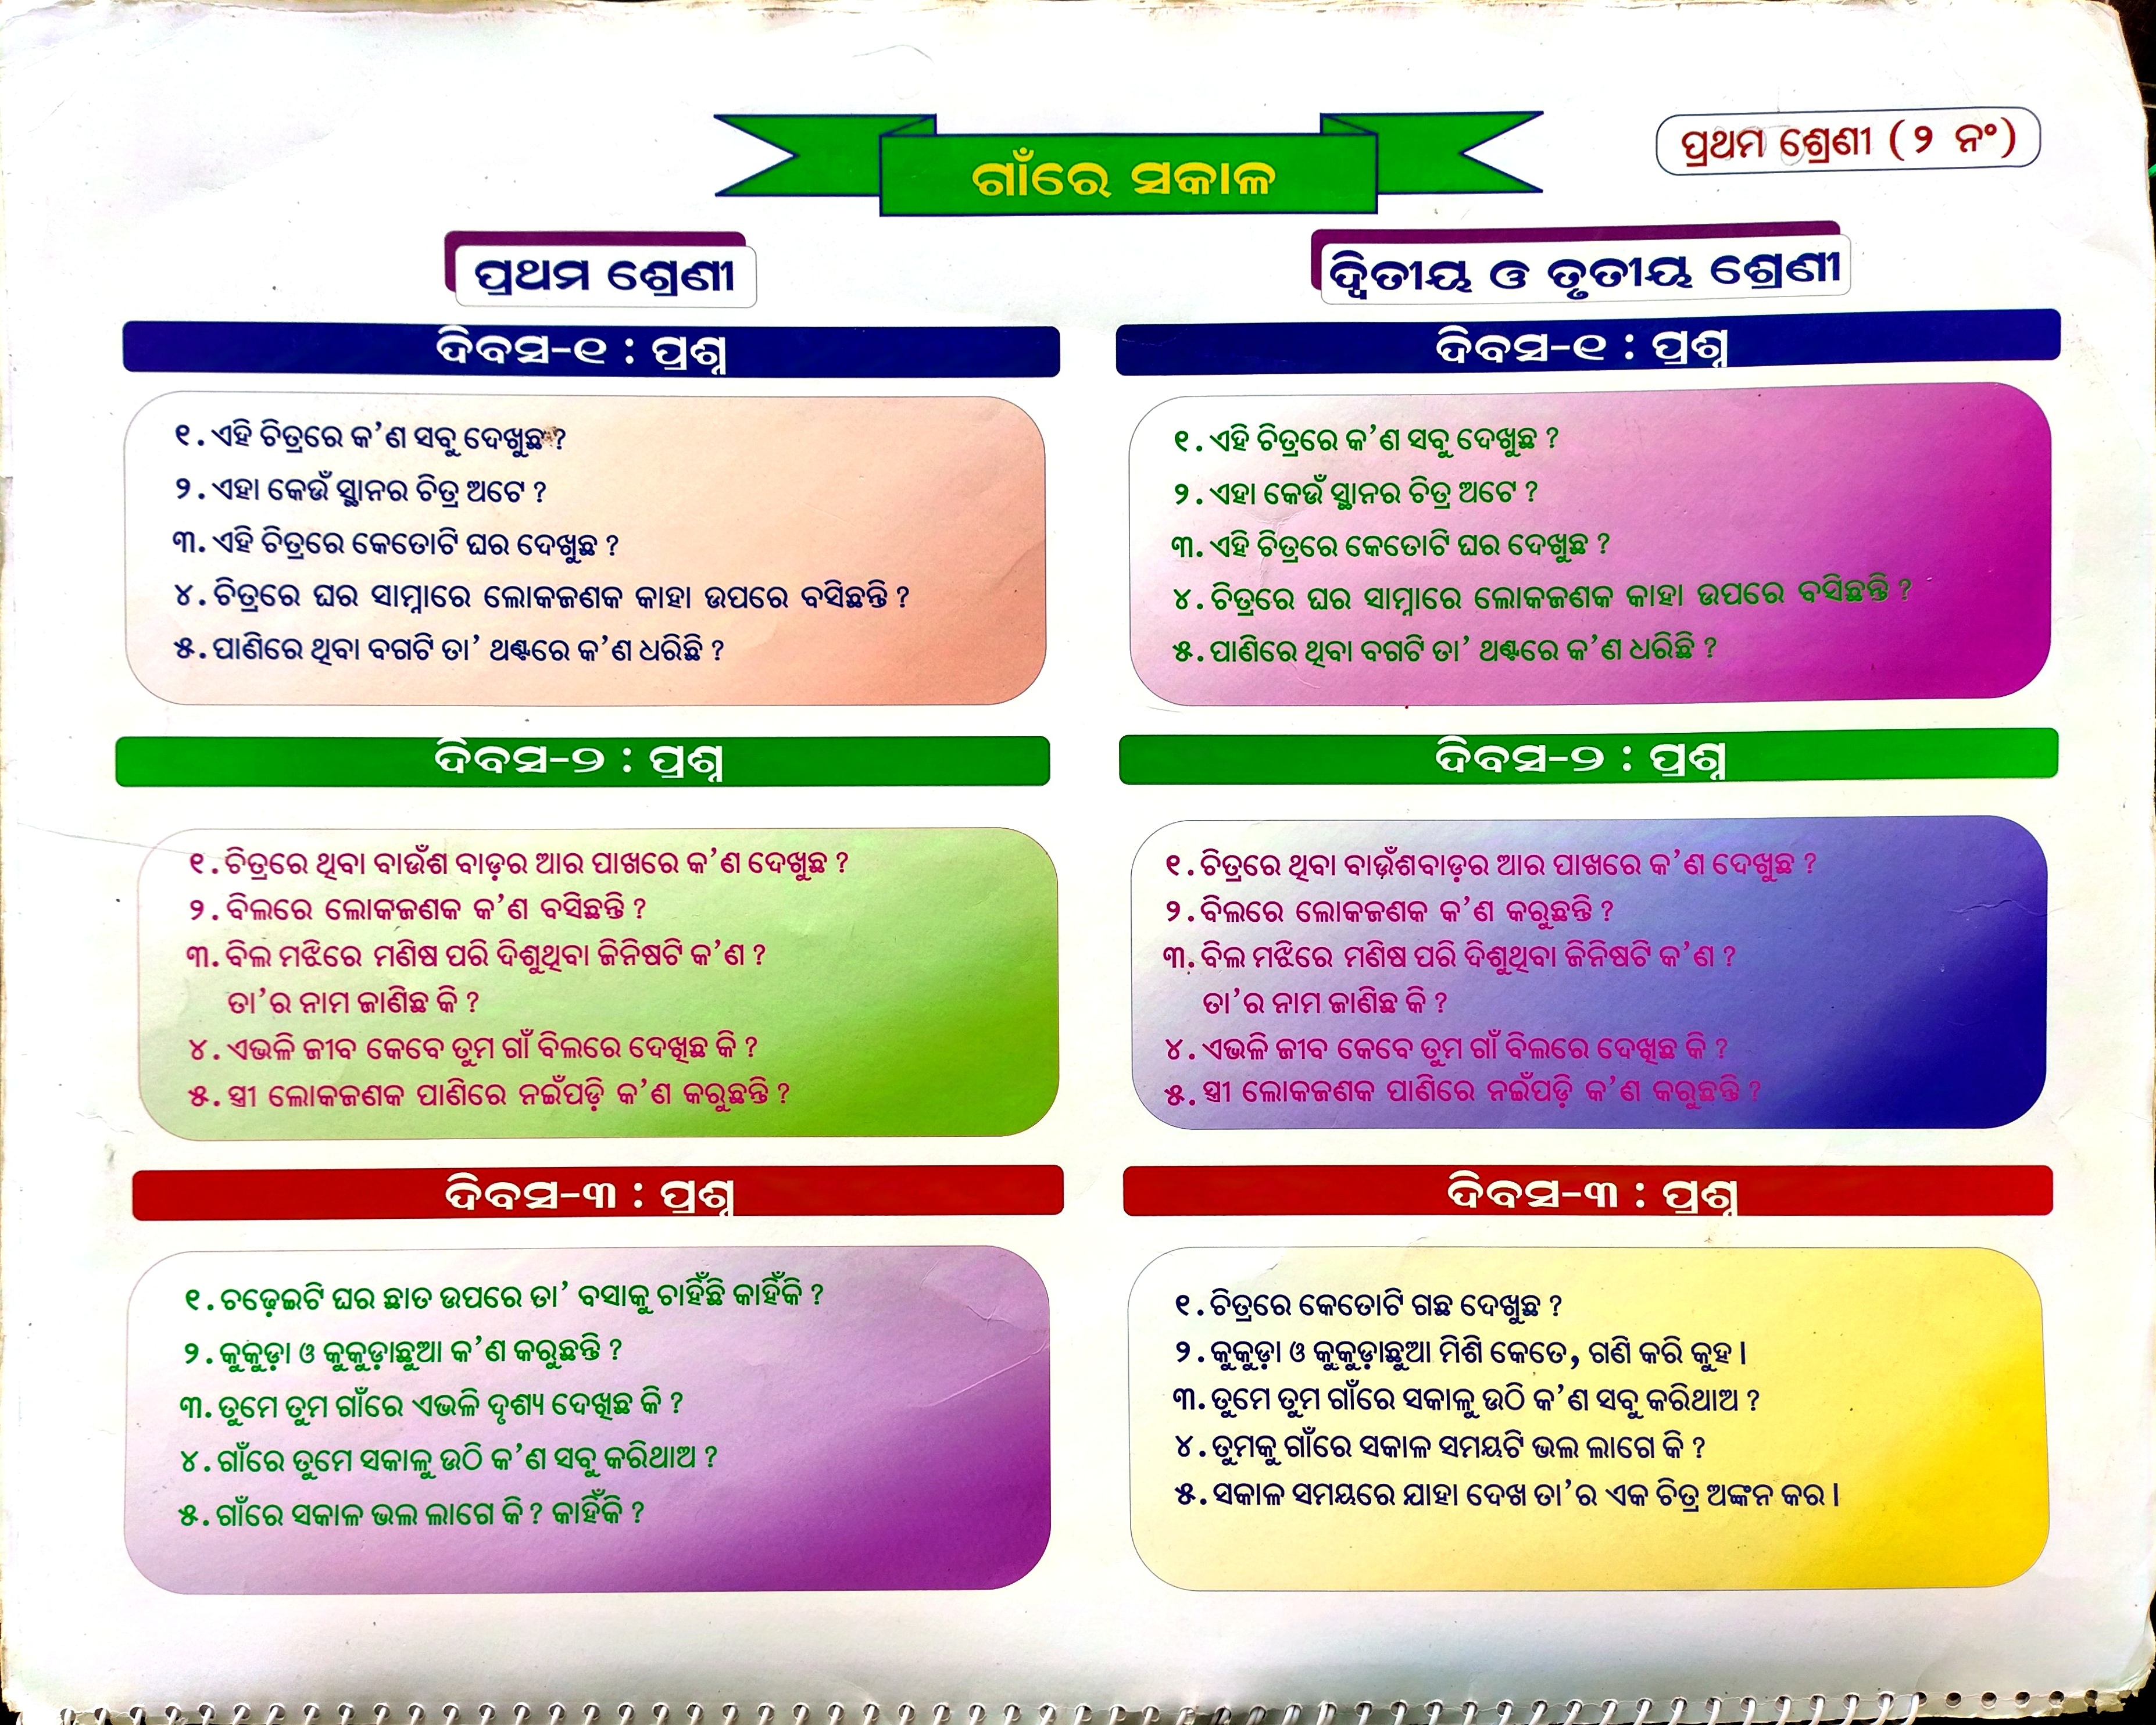 ଗାଁରେ ସକାଳ
ପ୍ରଥମ ଶ୍ରେଣୀ (୨ ନଂ)
ପ୍ରଥମ ଶ୍ରେଣୀ
ଦିବସ-୧ : ପ୍ରଶ୍ନ
୧. ଏହି ଚିତ୍ରରେ କ'ଣ ସବୁ ଦେଖୁଛ ?
୨. ଏହା କେଉଁ ସ୍ଥାନର ଚିତ୍ର ଅଟେ ?
୩. ଏହି ଚିତ୍ରରେ କେତୋଟି ଘର ଦେଖୁଛ ?
୪. ଚିତ୍ରରେ ଘର ସାମ୍ନାରେ ଲୋକଜଣକ କାହା ଉପରେ ବସିଛନ୍ତି ?
୫. ପାଣିରେ ଥିବା ବଗଟି ତା' ଥଣ୍ଟରେ କ'ଣ ଧରିଛି ?
ଦିବସ-୨ : ପ୍ରଶ୍ନ
୧. ଚିତ୍ରରେ ଥିବା ବାଉଁଶ ବାଡ଼ର ଆର ପାଖରେ କ'ଣ ଦେଖୁଛ ?
୨. ବିଲରେ ଲୋକଜଣକ କ'ଣ ବସିଛନ୍ତି ?
୩. ବିଲ ମଝିରେ ମଣିଷ ପରି ଦିଶୁଥିବା ଜିନିଷଟି କ'ଣ ?
ତା'ର ନାମ ଜାଣିଛ କି ?
୪. ଏଭଳି ଜୀବ କେବେ ତୁମ ଗାଁ ବିଲରେ ଦେଖିଛ କି ?
୫. ସ୍ତ୍ରୀ ଲୋକଜଣକ ପାଣିରେ ନଇଁପଡ଼ି କ'ଣ କରୁଛନ୍ତି ?
ଦିବସ-୩ : ପ୍ରଶ୍ନ
୧. ଚଢ଼େଇଟି ଘର ଛାତ ଉପରେ ତା' ବସାକୁ ଚାହିଁଛି କାହିଁକି ?
୨. କୁକୁଡ଼ା ଓ କୁକୁଡ଼ାଛୁଆ କ'ଣ କରୁଛନ୍ତି ?
୩. ତୁମେ ତୁମ ଗାଁରେ ଏଭଳି ଦୃଶ୍ୟ ଦେଖିଛ କି ?
୪. ଗାଁରେ ତୁମେ ସକାଳୁ ଉଠି କ'ଣ ସବୁ କରିଥାଅ ?
୫. ଗାଁରେ ସକାଳ ଭଲ ଲାଗେ କି ? କାହିଁକି ?
ଦ୍ୱିତୀୟ ଓ ତୃତୀୟ ଶ୍ରେଣୀ
ଦିବସ-୧ : ପ୍ରଶ୍ନ
୧. ଏହି ଚିତ୍ରରେ କ'ଣ ସବୁ ଦେଖୁଛ ?
୨. ଏହା କେଉଁ ସ୍ଥାନର ଚିତ୍ର ଅଟେ ?
୩. ଏହି ଚିତ୍ରରେ କେତୋଟି ଘର ଦେଖୁଛ ?
୪. ଚିତ୍ରରେ ଘର ସାମ୍ନାରେ ଲୋକଜଣକ କାହା ଉପରେ ବସିଛନ୍ତି ?
୫. ପାଣିରେ ଥିବା ବଗଟି ତା' ଥଣ୍ଟରେ କ'ଣ ଧରିଛି ?
ଦିବସ-୨ : ପ୍ରଶ୍ନ
୧. ଚିତ୍ରରେ ଥିବା ବାଉଁଶବାଡ଼ର ଆର ପାଖରେ କ'ଣ ଦେଖୁଛ ?
୨. ବିଲରେ ଲୋକଜଣକ କ'ଣ କରୁଛନ୍ତି ?
୩. ବିଲ ମଝିରେ ମଣିଷ ପରି ଦିଶୁଥିବା ଜିନିଷଟି କ'ଣ ?
ତା'ର ନାମ ଜାଣିଛ କି ?
୪. ଏଭଳି ଜୀବ କେବେ ତୁମ ଗାଁ ବିଲରେ ଦେଖିଛ କି ?
୫. ସ୍ତ୍ରୀ ଲୋକଜଣକ ପାଣିରେ ନଇଁପଡ଼ି କ'ଣ କରୁଛନ୍ତି ?
ଦିବସ-୩ : ପ୍ରଶ୍ନ
୧. ଚିତ୍ରରେ କେତୋଟି ଗଛ ଦେଖୁଛ ?
୨. କୁକୁଡ଼ା ଓ କୁକୁଡ଼ାଛୁଆ ମିଶି କେତେ, ଗଣି କରି କୁହ ।
୩. ତୁମେ ତୁମ ଗାଁରେ ସକାଳୁ ଉଠି କ'ଣ ସବୁ କରିଥାଅ ?
୪. ତୁମକୁ ଗାଁରେ ସକାଳ ସମୟଟି ଭଲ ଲାଗେ କି ?
୫. ସକାଳ ସମୟରେ ଯାହା ଦେଖ ତା'ର ଏକ ଚିତ୍ର ଅଙ୍କନ କର ।